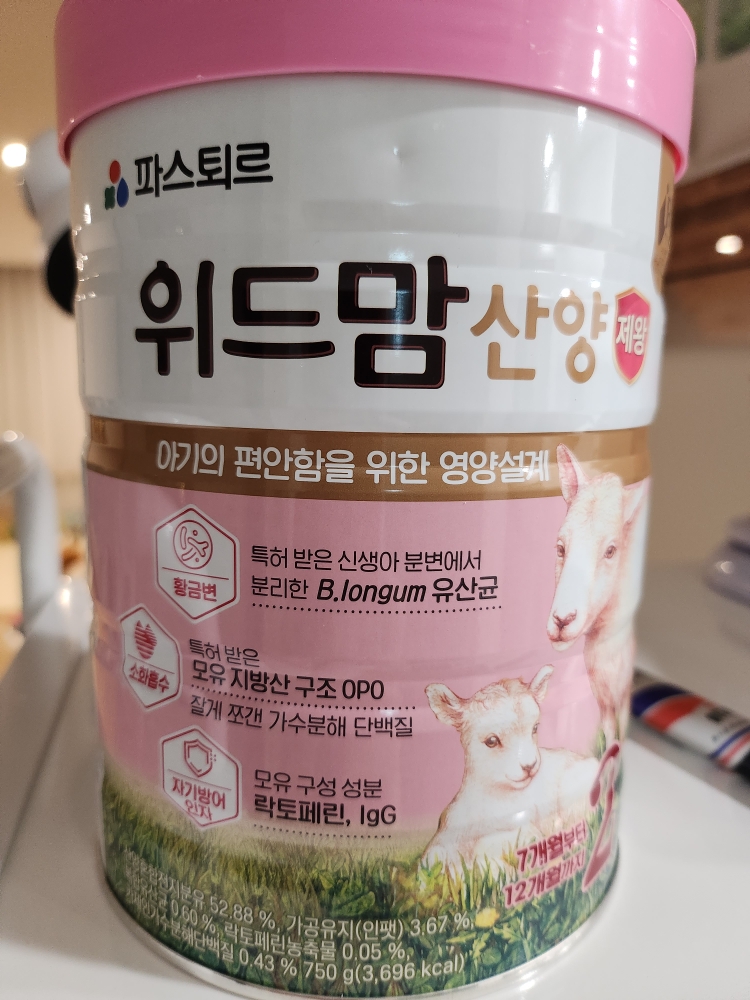 파스퇴르
위드맘 산양 제왕
아기의 편안함을 위한 영양설계
황금변
특허 받은 신생아 분변에서
분리한 B.longum 유산균
소화흡수
특허 받은
모유 지방산 구조 OPO
잘게 쪼갠 가수분해 단백질
자기방어
인자
모유 구성 성분
락토페린, IgG
2
7개월부터
12개월까지
52.88 %, 가공유지(인팻) 3.67 %,
0.60 %, 락토페린농축물 0.05 %,
가수분해단백질 0.43 % 750 g(3,696 kcal)